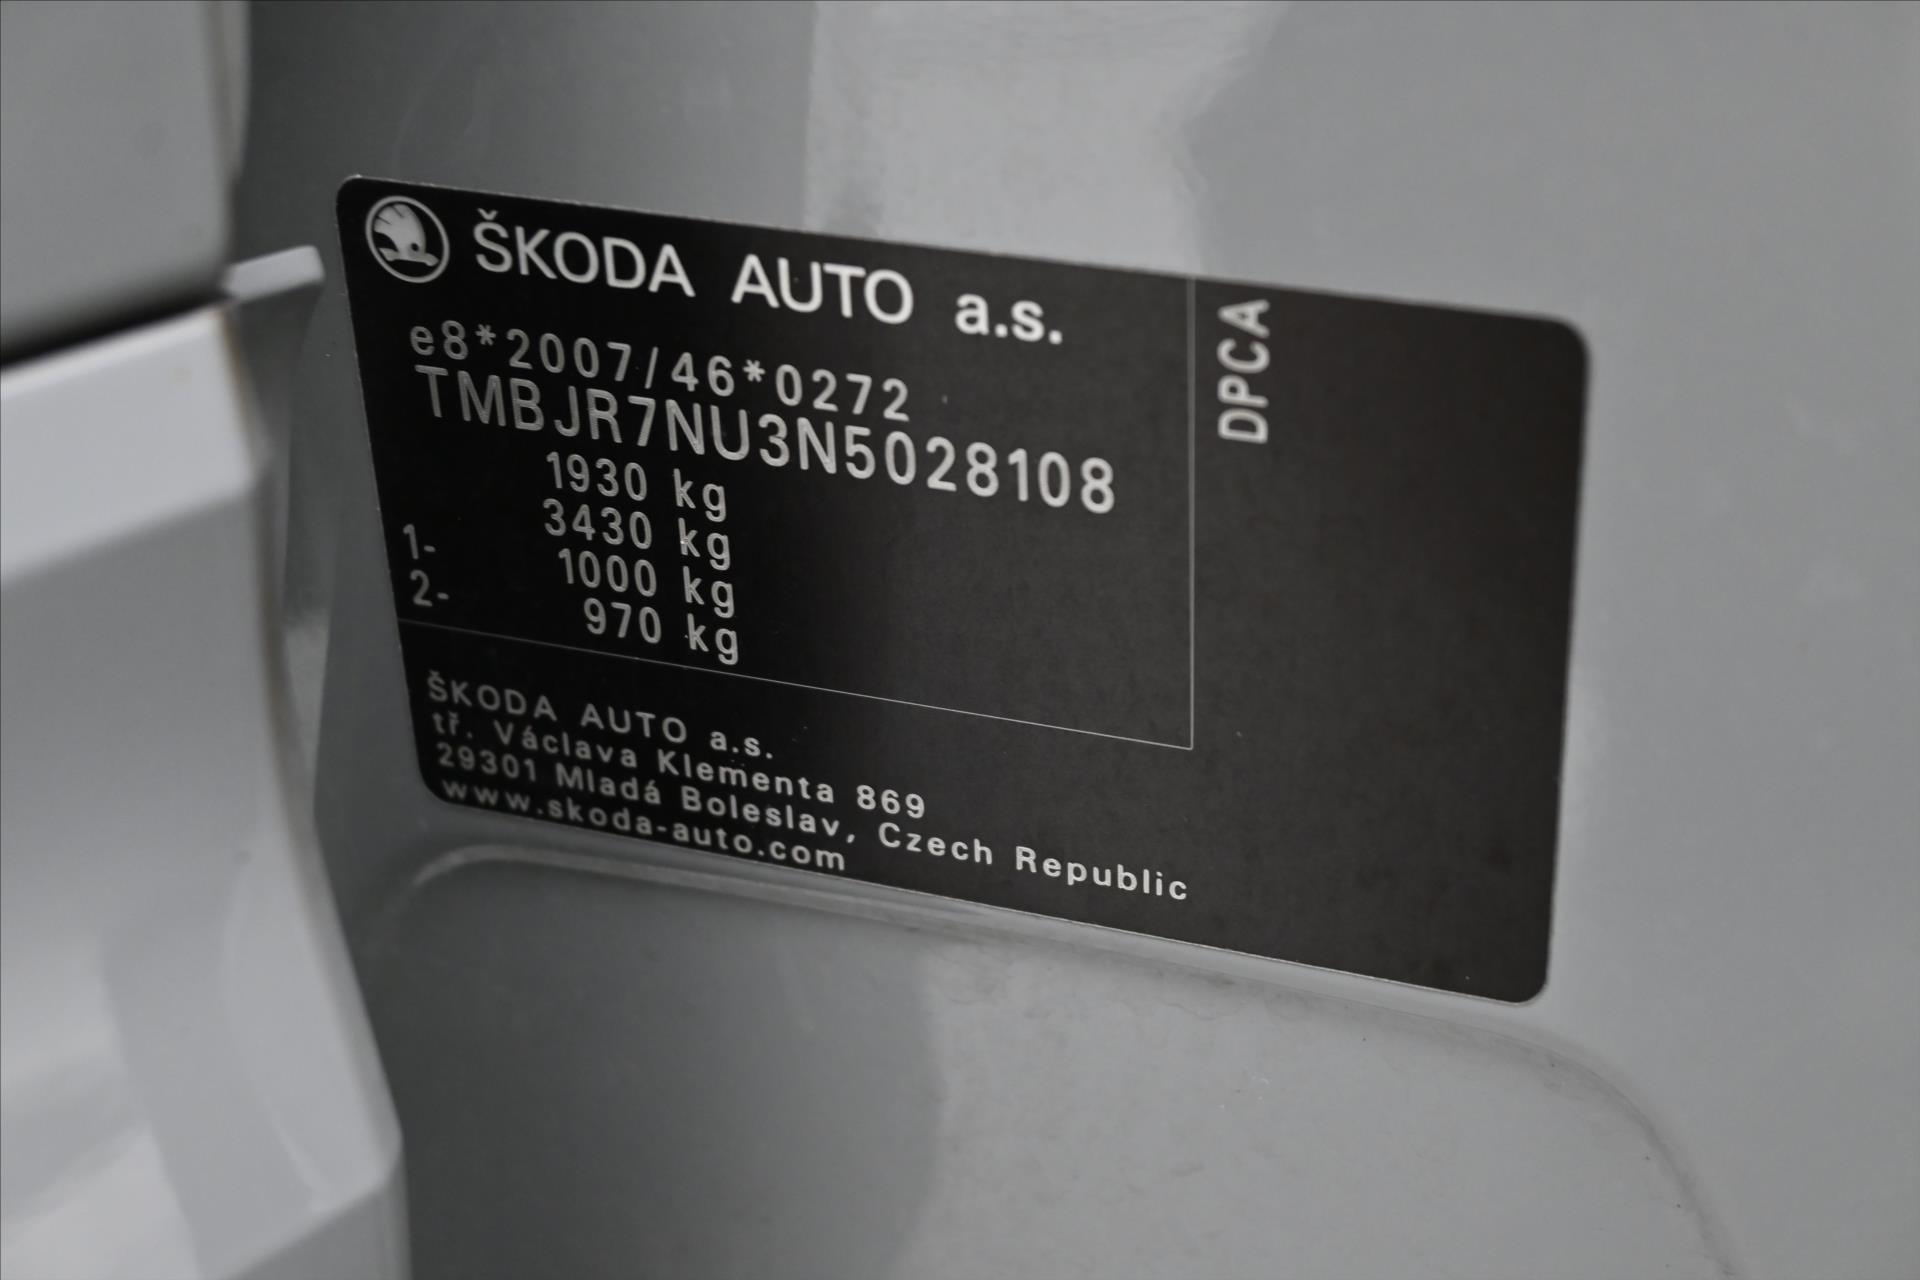 ŠKODA AUTO a.s.
e8*2007/46*0272
TMBJR7NU3N5028108
1930 kg
3430 kg
1- 1000 kg
2- 970 kg
DPCA
ŠKODA AUTO a.s.
tř. Václava Klementa 869
29301 Mladá Boleslav, Czech Republic
www.skoda-auto.com